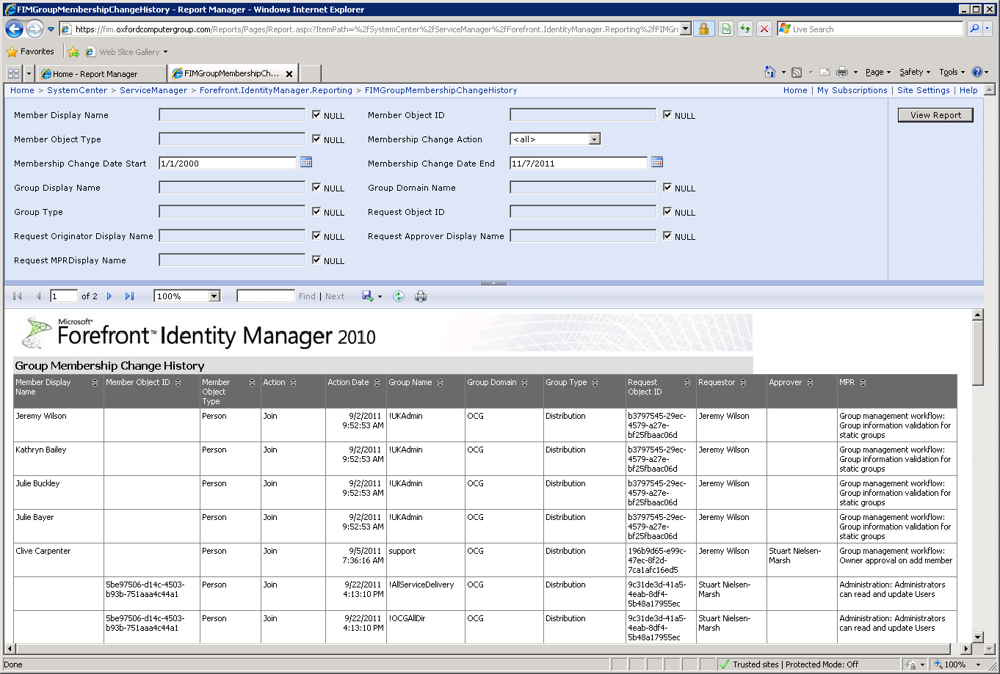 FIMGroupMembershipChangeHistory - Report Manager - Windows Internet Explorer
https://fim.oxfordcomputergroup.com/Reports/Pages/Report.aspx?ItemPath=%2fSystemCenter%2fServiceManager%2fForefront.IdentityManager.Reporting%2fFIMGro
Live Search
Favorites
Web Slice Gallery
Home - Report Manager
FIMGroupMembershipCh...
Page
Safety
Tools
Home > SystemCenter > ServiceManager > Forefront.IdentityManager.Reporting > FIMGroupMembershipChangeHistory
Home | My Subscriptions | Site Settings | Help
Member Display Name NULL Member Object ID NULL
View Report
Member Object Type NULL Membership Change Action <all>
Membership Change Date Start 1/1/2000 Membership Change Date End 11/7/2011
Group Display Name NULL Group Domain Name NULL
Group Type NULL Request Object ID NULL
Request Originator Display Name NULL Request Approver Display Name NULL
Request MPRDisplay Name NULL
1 of 2 100% Find | Next
Microsoft®
Forefront™ Identity Manager 2010
Group Membership Change History
Member Display Member Object ID Member Action Action Date Group Name Group Domain Group Type Request Requestor Approver MPR
Name Object Object ID
Type
Jeremy Wilson Person Join 9/2/2011 !UKAdmin OCG Distribution b3797545-29ec- Jeremy Wilson Group management workflow:
9:52:53 AM 4579-a27e- Group information validation for
bf25fbaac06d static groups
Kathryn Bailey Person Join 9/2/2011 !UKAdmin OCG Distribution b3797545-29ec- Jeremy Wilson Group management workflow:
9:52:53 AM 4579-a27e- Group information validation for
bf25fbaac06d static groups
Julie Buckley Person Join 9/2/2011 !UKAdmin OCG Distribution b3797545-29ec- Jeremy Wilson Group management workflow:
9:52:53 AM 4579-a27e- Group information validation for
bf25fbaac06d static groups
Julie Bayer Person Join 9/2/2011 !UKAdmin OCG Distribution b3797545-29ec- Jeremy Wilson Group management workflow:
9:52:53 AM 4579-a27e- Group information validation for
bf25fbaac06d static groups
Clive Carpenter Person Join 9/5/2011 support OCG Distribution 196b9d65-e99c- Jeremy Wilson Stuart Nielsen- Group management workflow:
7:36:16 AM 47ec-8f2d- Marsh Owner approval on add member
7ca1afc16ed5
5be97506-d14c-4503- Person Join 9/22/2011 !AllServiceDelivery OCG Distribution 9c31de3d-41a5- Stuart Nielsen- Administration: Administrators
b93b-751aaa4c44a1 4:13:10 PM 4eab-8df4- Marsh can read and update Users
5b48a17955ec
5be97506-d14c-4503- Person Join 9/22/2011 !OCGAllDir OCG Distribution 9c31de3d-41a5- Stuart Nielsen- Administration: Administrators
b93b-751aaa4c44a1 4:13:10 PM 4eab-8df4- Marsh can read and update Users
5b48a17955ec
Done
Trusted sites | Protected Mode: Off
100%